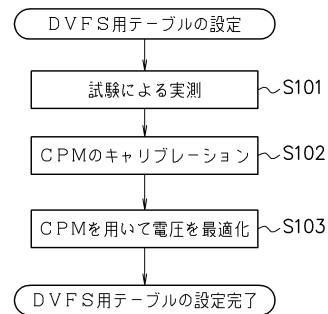 DVFS用テーブルの設定
試験による実測
S101
CPMのキャリブレーション
S102
CPMを用いて電圧を最適化
S103
DVFS用テーブルの設定完了